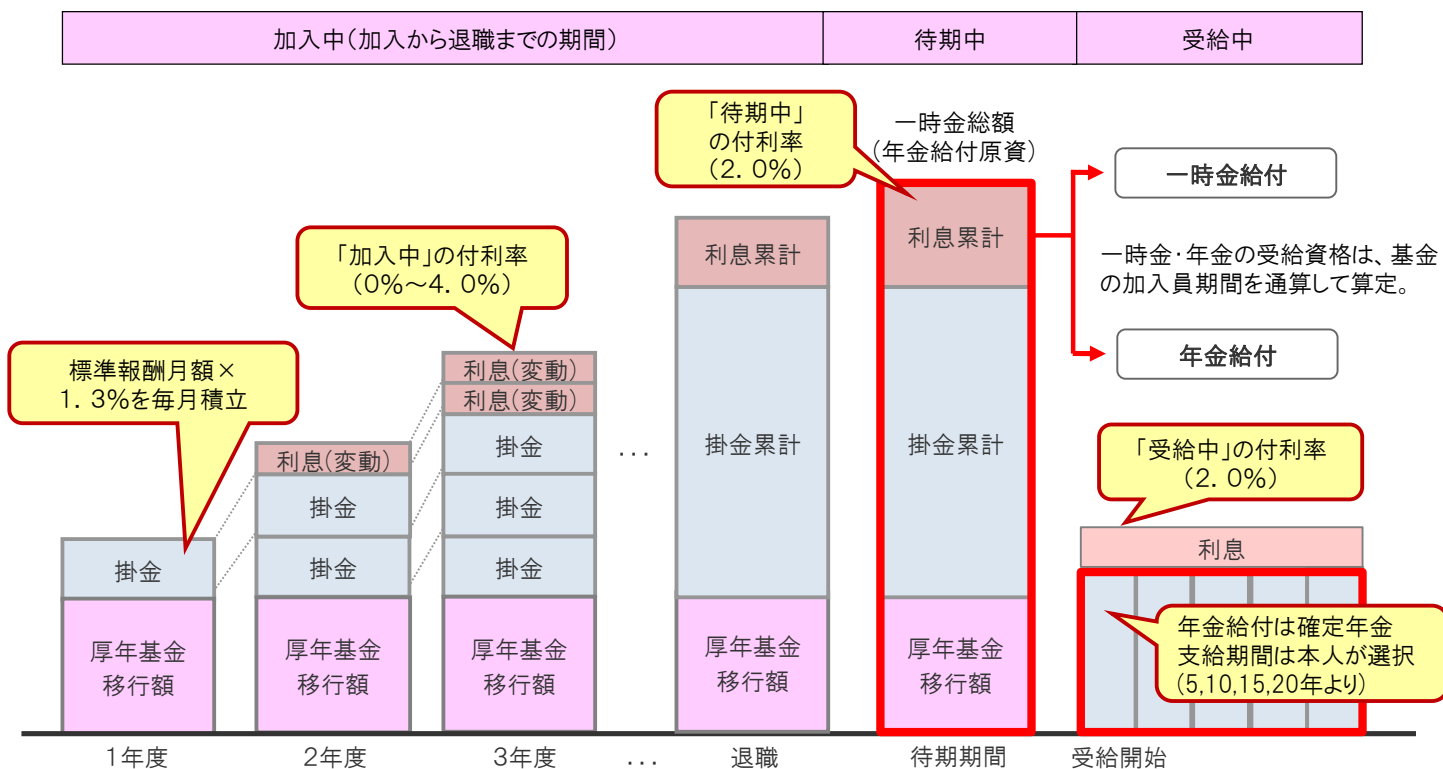 加入中(加入から退職までの期間)
待期中
受給中
「待期中」
の付利率
(2.0%)
一時金総額
(年金給付原資)
一時金給付
一時金・年金の受給資格は、基金
の加入員期間を通算して算定。
年金給付
「加入中」の付利率
(0%~4.0%)
標準報酬月額×
1.3%を毎月積立
「受給中」の付利率
(2.0%)
掛金
厚年基金
移行額
利息(変動)
掛金
掛金
厚年基金
移行額
利息(変動)
利息(変動)
掛金
掛金
掛金
厚年基金
移行額
...
利息累計
掛金累計
厚年基金
移行額
利息累計
掛金累計
厚年基金
移行額
利息
年金給付は確定年金
支給期間は本人が選択
(5,10,15,20年より)
1年度
2年度
3年度
...
退職
待期期間
受給開始